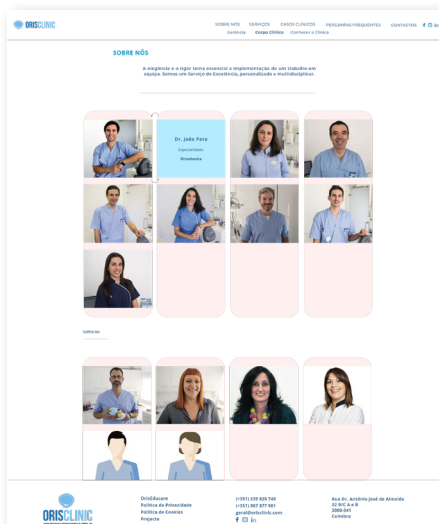 ORISCLINIC
SOBRE NÓS SERVIÇOS CASOS CLÍNICOS PERGUNTAS FREQUENTES CONTACTOS
Gerência Corpo Clínico Conhecer a Clínica
SOBRE NÓS
A elegância e o rigor torna essencial a implementação de um trabalho em
equipa. Somos um Serviço de Excelência, personalizado e multidisciplinar.
Dr. João Pato
Especialidade
Ortodontia
ORISCLINIC
OrisEducare
Política de Privacidade
Política de Cookies
Projecto
(+351) 239 828 740
(+351) 967 877 981
geral@orisclinic.com
Rua Dr. António José de Almeida
32 R/C A e B
3000-041
Coimbra